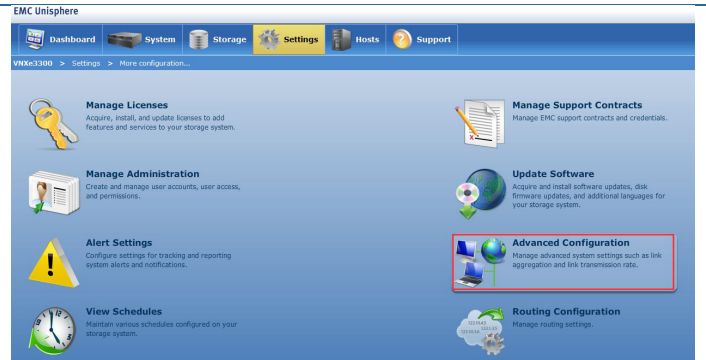 EMC Unisphere
Dashboard System Storage Settings Hosts Support
VNXe3300 > Settings > More configuration...
Manage Licenses
Acquire, install, and update licenses to add
features and services to your storage system.
Manage Support Contracts
Manage EMC support contracts and credentials.
Manage Administration
Create and manage user accounts, user access,
and permissions.
Update Software
Acquire and install software updates, disk
firmware updates, and additional languages for
your storage system.
Alert Settings
Configure settings for tracking and reporting
system alerts and notifications.
Advanced Configuration
Manage advanced system settings such as link
aggregation and link transmission rate.
View Schedules
Maintain various schedules configured on your
storage system.
Routing Configuration
Manage routing settings.